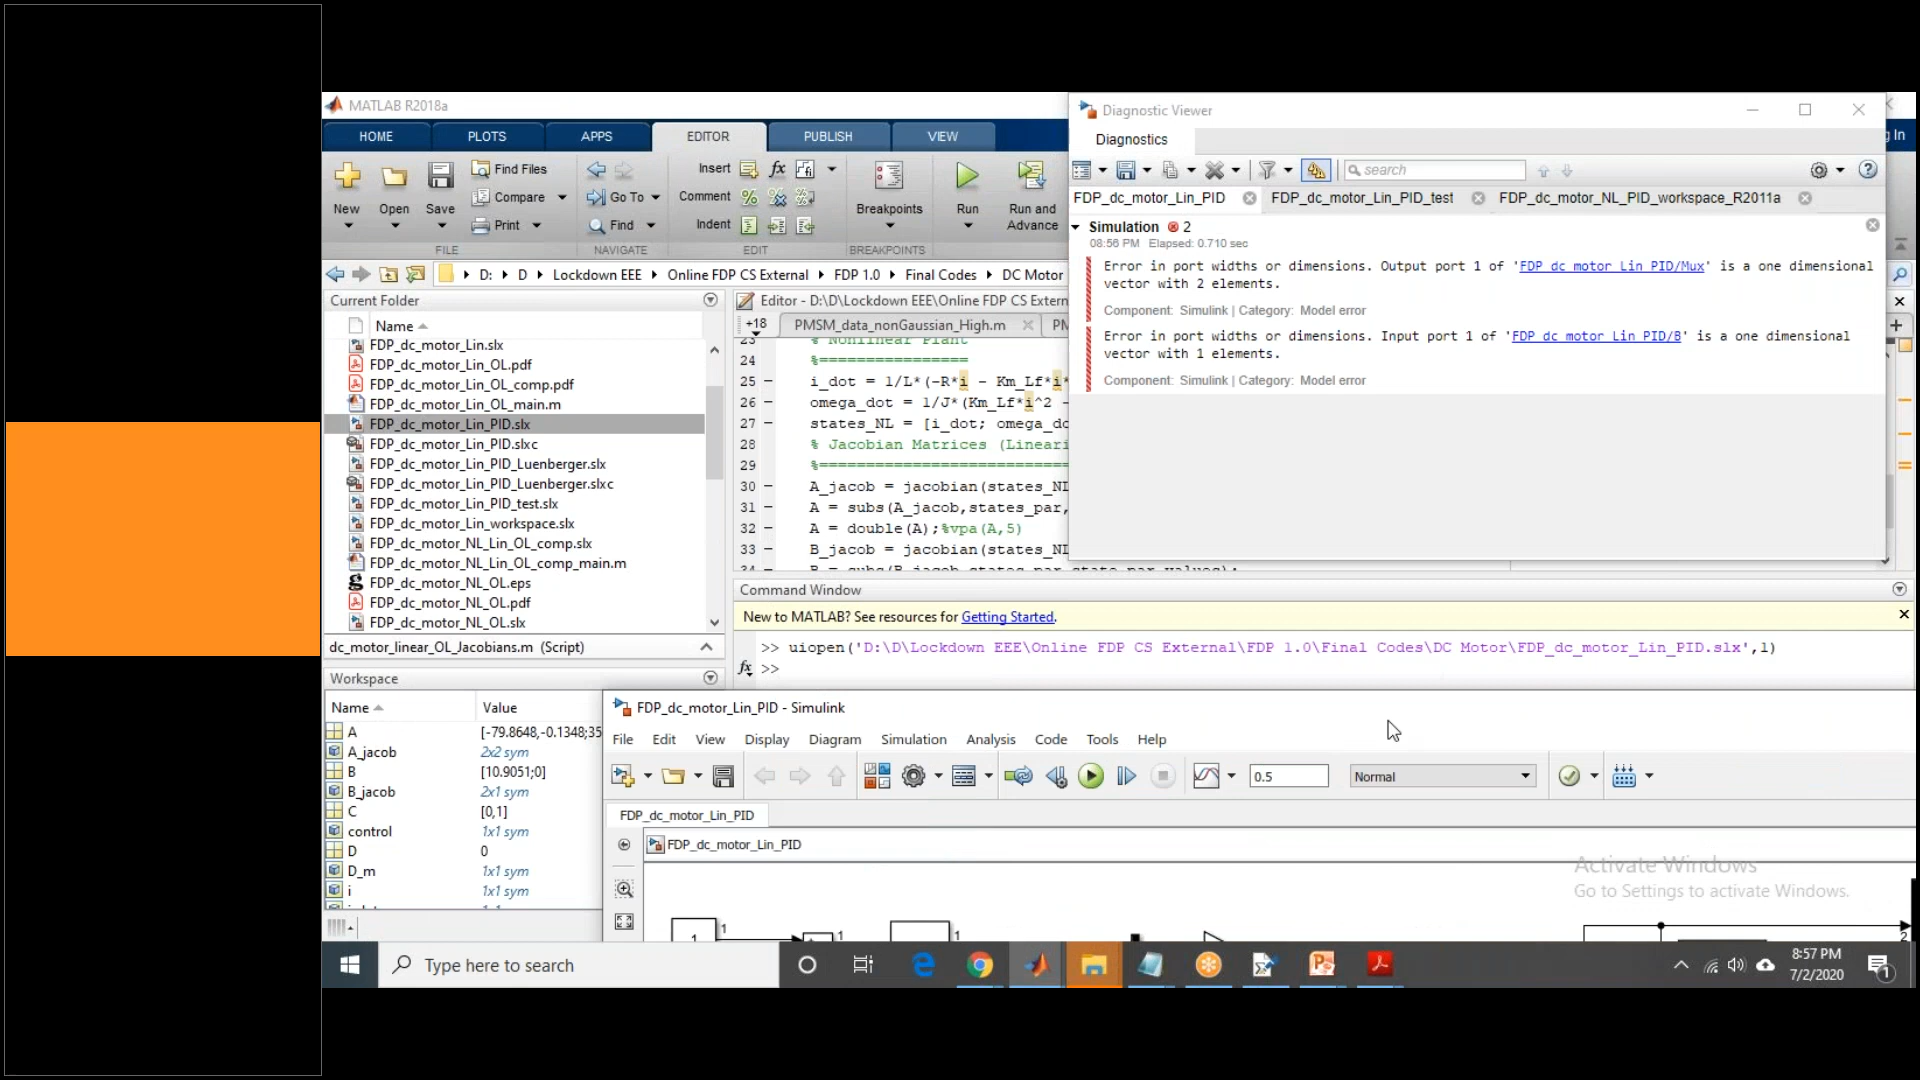 MATLAB R2018a
HOME PLOTS APPS EDITOR PUBLISH VIEW
New Open Save Find Files Compare Print
FILE
Go To Find
NAVIGATE
Insert fx
Comment
Indent
EDIT
Breakpoints
BREAKPOINTS
Run Run and Advance
g In
D: D Lockdown EEE Online FDP CS External FDP 1.0 Final Codes DC Motor
Current Folder
Name
FDP_dc_motor_Lin.slx
FDP_dc_motor_Lin_OL.pdf
FDP_dc_motor_Lin_OL_comp.pdf
FDP_dc_motor_Lin_OL_main.m
FDP_dc_motor_Lin_PID.slx
FDP_dc_motor_Lin_PID.slxc
FDP_dc_motor_Lin_PID_Luenberger.slx
FDP_dc_motor_Lin_PID_Luenberger.slxc
FDP_dc_motor_Lin_PID_test.slx
FDP_dc_motor_Lin_workspace.slx
FDP_dc_motor_NL_Lin_OL_comp.slx
FDP_dc_motor_NL_Lin_OL_comp_main.m
FDP_dc_motor_NL_OL.eps
FDP_dc_motor_NL_OL.pdf
FDP_dc_motor_NL_OL.slx
dc_motor_linear_OL_Jacobians.m (Script)
Workspace
Name Value
A [-79.8648,-0.1348;35
A_jacob 2x2 sym
B [10.9051;0]
B_jacob 2x1 sym
C [0,1]
control 1x1 sym
D 0
D_m 1x1 sym
i 1x1 sym
Editor - D:\D\Lockdown EEE\Online FDP CS Extern
+18 PMSM_data_nonGaussian_High.m PM
23 % Nonlinear Plant
24 %================
25 - i_dot = 1/L*(-R*i - Km_Lf*i*
26 - omega_dot = 1/J*(Km_Lf*i^2 -
27 - states_NL = [i_dot; omega_do
28 % Jacobian Matrices (Lineari
29 %===========================
30 - A_jacob = jacobian(states_NL
31 - A = subs(A_jacob,states_par,
32 - A = double(A);%vpa(A,5)
33 - B_jacob = jacobian(states_NL
34 - B = subs(B_jacob,states_par,state_par_values);
Diagnostic Viewer
Diagnostics
search
FDP_dc_motor_Lin_PID FDP_dc_motor_Lin_PID_test FDP_dc_motor_NL_PID_workspace_R2011a
Simulation 2
08:56 PM Elapsed: 0.710 sec
Error in port widths or dimensions. Output port 1 of 'FDP_dc_motor_Lin_PID/Mux' is a one dimensional
vector with 2 elements.
Component: Simulink | Category: Model error
Error in port widths or dimensions. Input port 1 of 'FDP_dc_motor_Lin_PID/B' is a one dimensional
vector with 1 elements.
Component: Simulink | Category: Model error
Command Window
New to MATLAB? See resources for Getting Started.
>> uiopen('D:\D\Lockdown EEE\Online FDP CS External\FDP 1.0\Final Codes\DC Motor\FDP_dc_motor_Lin_PID.slx',1)
fx >>
FDP_dc_motor_Lin_PID - Simulink
File Edit View Display Diagram Simulation Analysis Code Tools Help
0.5 Normal
FDP_dc_motor_Lin_PID
FDP_dc_motor_Lin_PID
1 1 1 1 2
Activate Windows
Go to Settings to activate Windows.
Type here to search
8:57 PM
7/2/2020
1